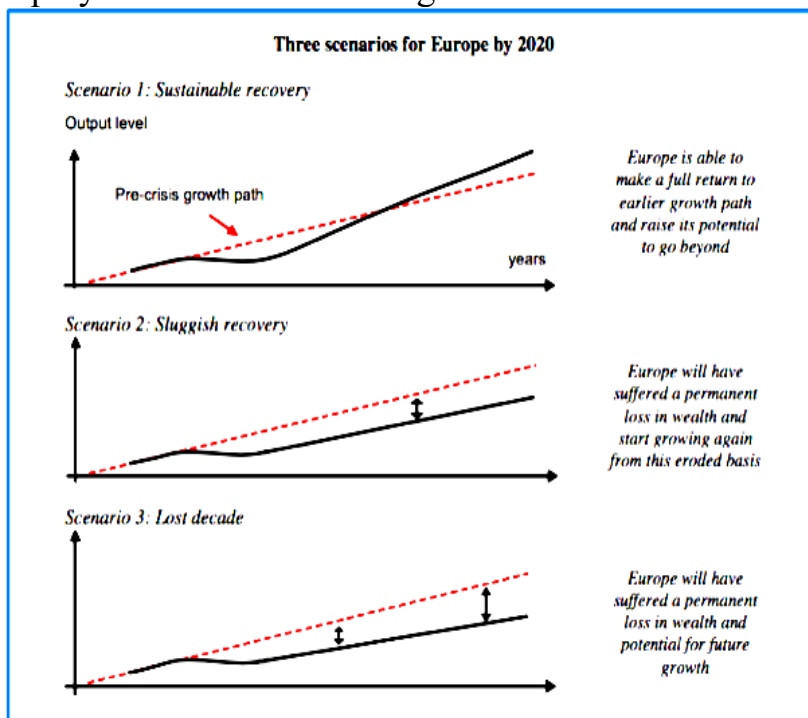 Three scenarios for Europe by 2020
Scenario 1: Sustainable recovery
Output level
Pre-crisis growth path
years
Europe is able to
make a full return to
earlier growth path
and raise its potential
to go beyond
Scenario 2: Sluggish recovery
Europe will have
suffered a permanent
loss in wealth and
start growing again
from this eroded basis
Scenario 3: Lost decade
Europe will have
suffered a permanent
loss in wealth and
potential for future
growth